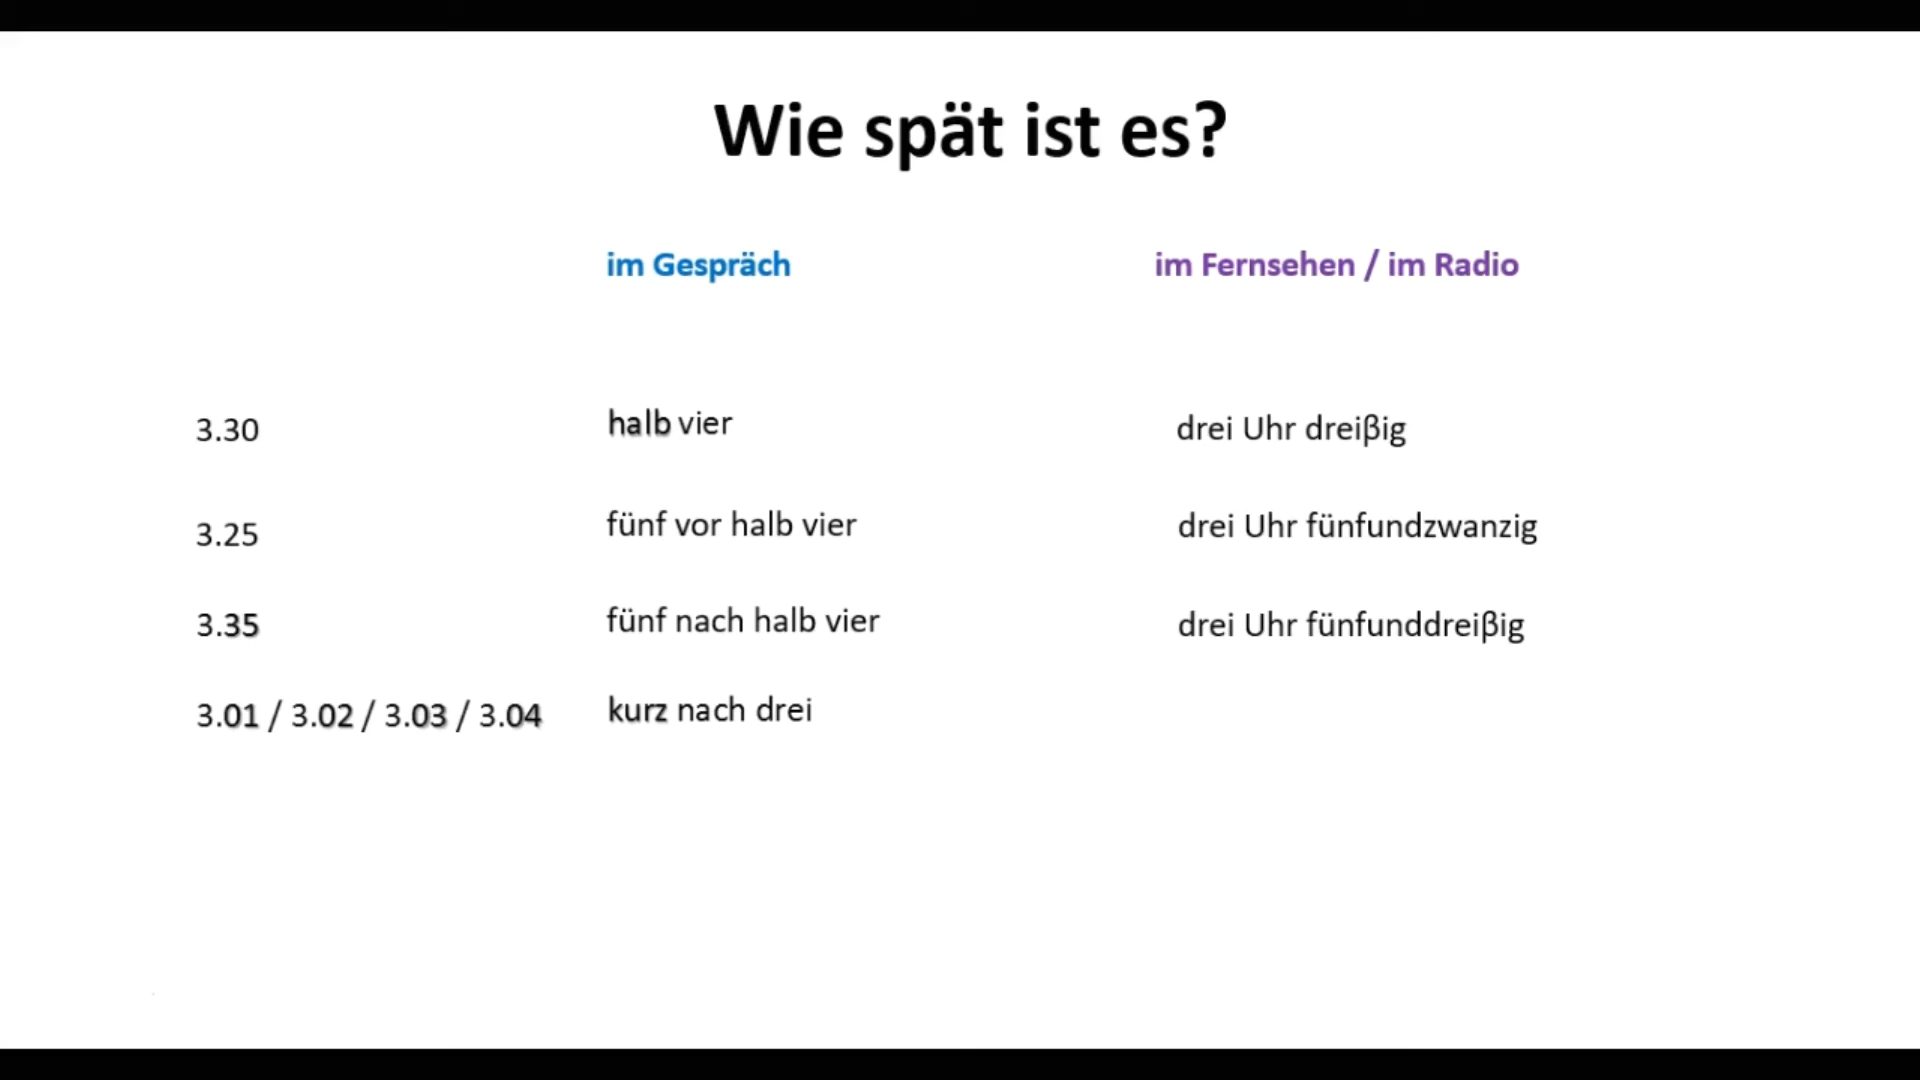 Wie spät ist es?
im Gespräch im Fernsehen / im Radio
3.30 halb vier drei Uhr dreiβig
3.25 fünf vor halb vier drei Uhr fünfundzwanzig
3.35 fünf nach halb vier drei Uhr fünfunddreiβig
3.01 / 3.02 / 3.03 / 3.04 kurz nach drei